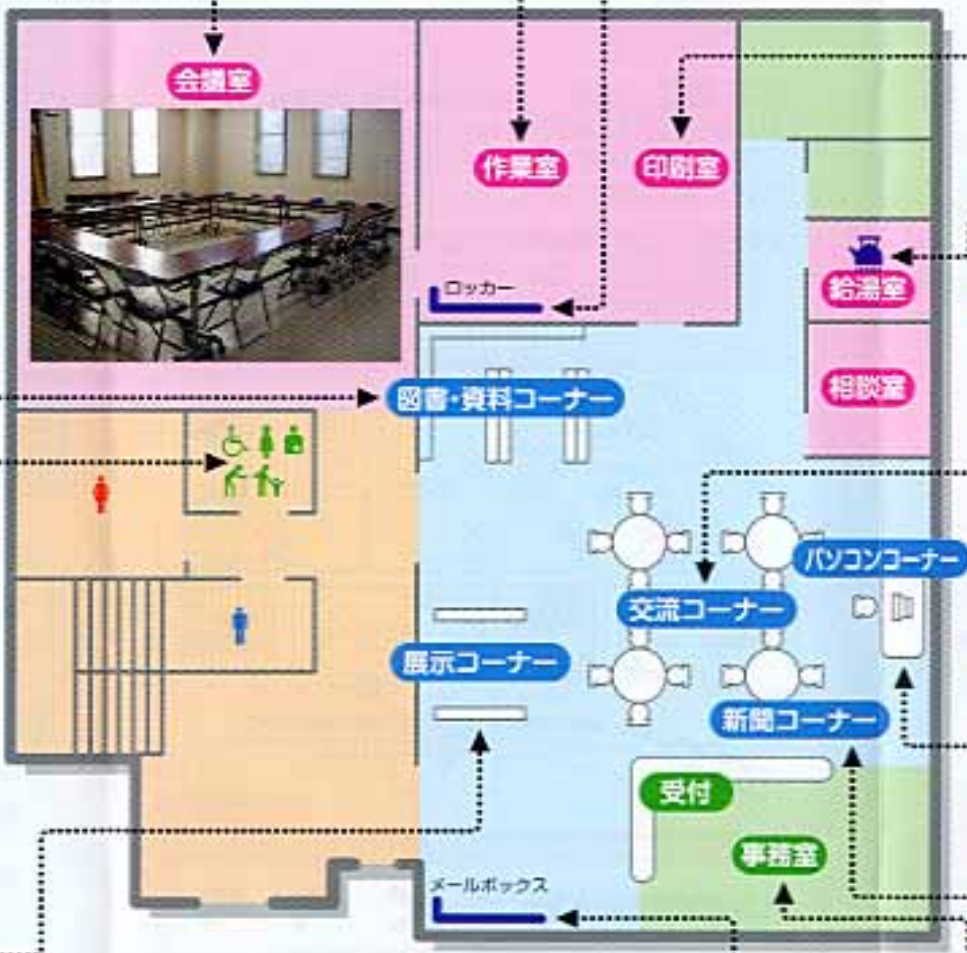 会議室
作業室
印刷室
ロッカー
給湯室
図書・資料コーナー
相談室
パソコンコーナー
交流コーナー
展示コーナー
新聞コーナー
受付
事務室
メールボックス